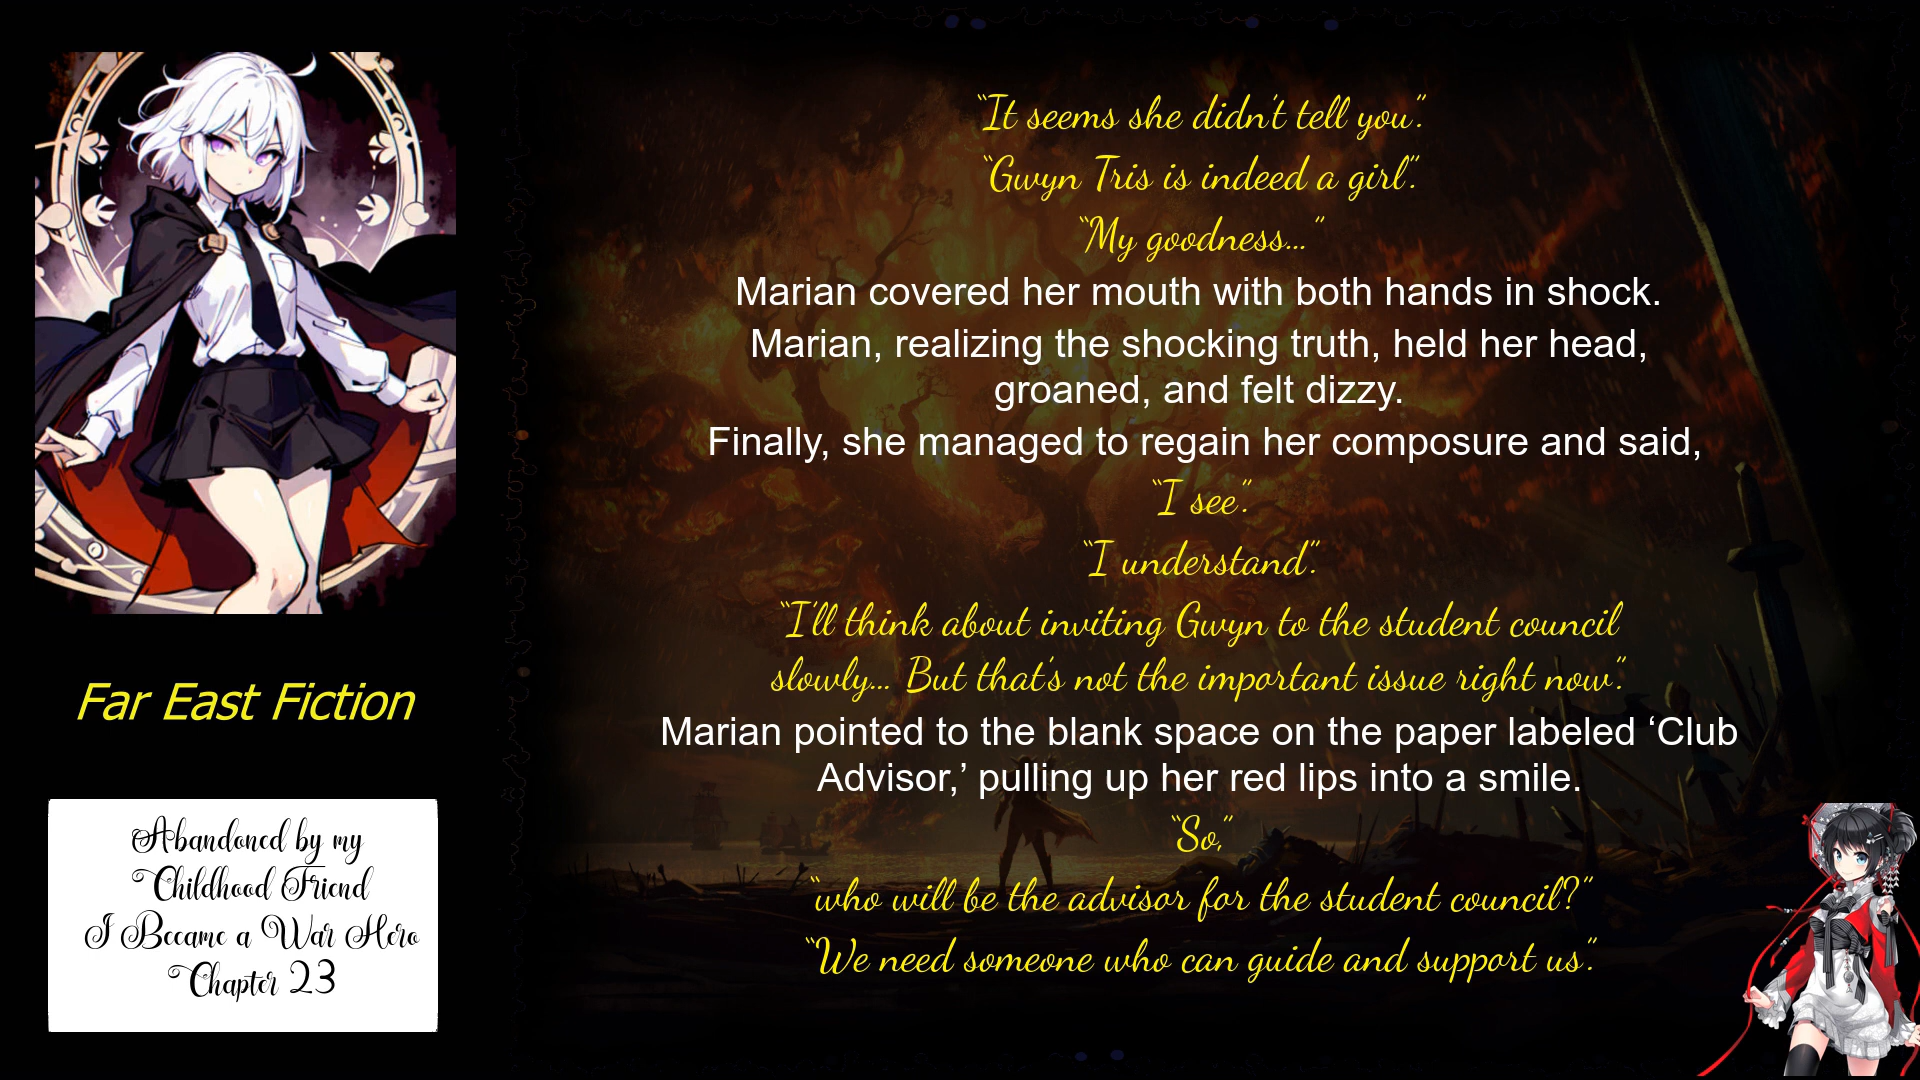 “It seems she didn’t tell you”.
“Gwyn Tris is indeed a girl”.
“My goodness...”
Marian covered her mouth with both hands in shock.
Marian, realizing the shocking truth, held her head,
groaned, and felt dizzy.
Finally, she managed to regain her composure and said,
“I see”.
“I understand”.
“I’ll think about inviting Gwyn to the student council
slowly... But that’s not the important issue right now”.
Marian pointed to the blank space on the paper labeled ‘Club
Advisor,’ pulling up her red lips into a smile.
“So,”
“who will be the advisor for the student council?”
“We need someone who can guide and support us”.
Far East Fiction
Abandoned by my
Childhood Friend
I Became a War Hero
Chapter 23